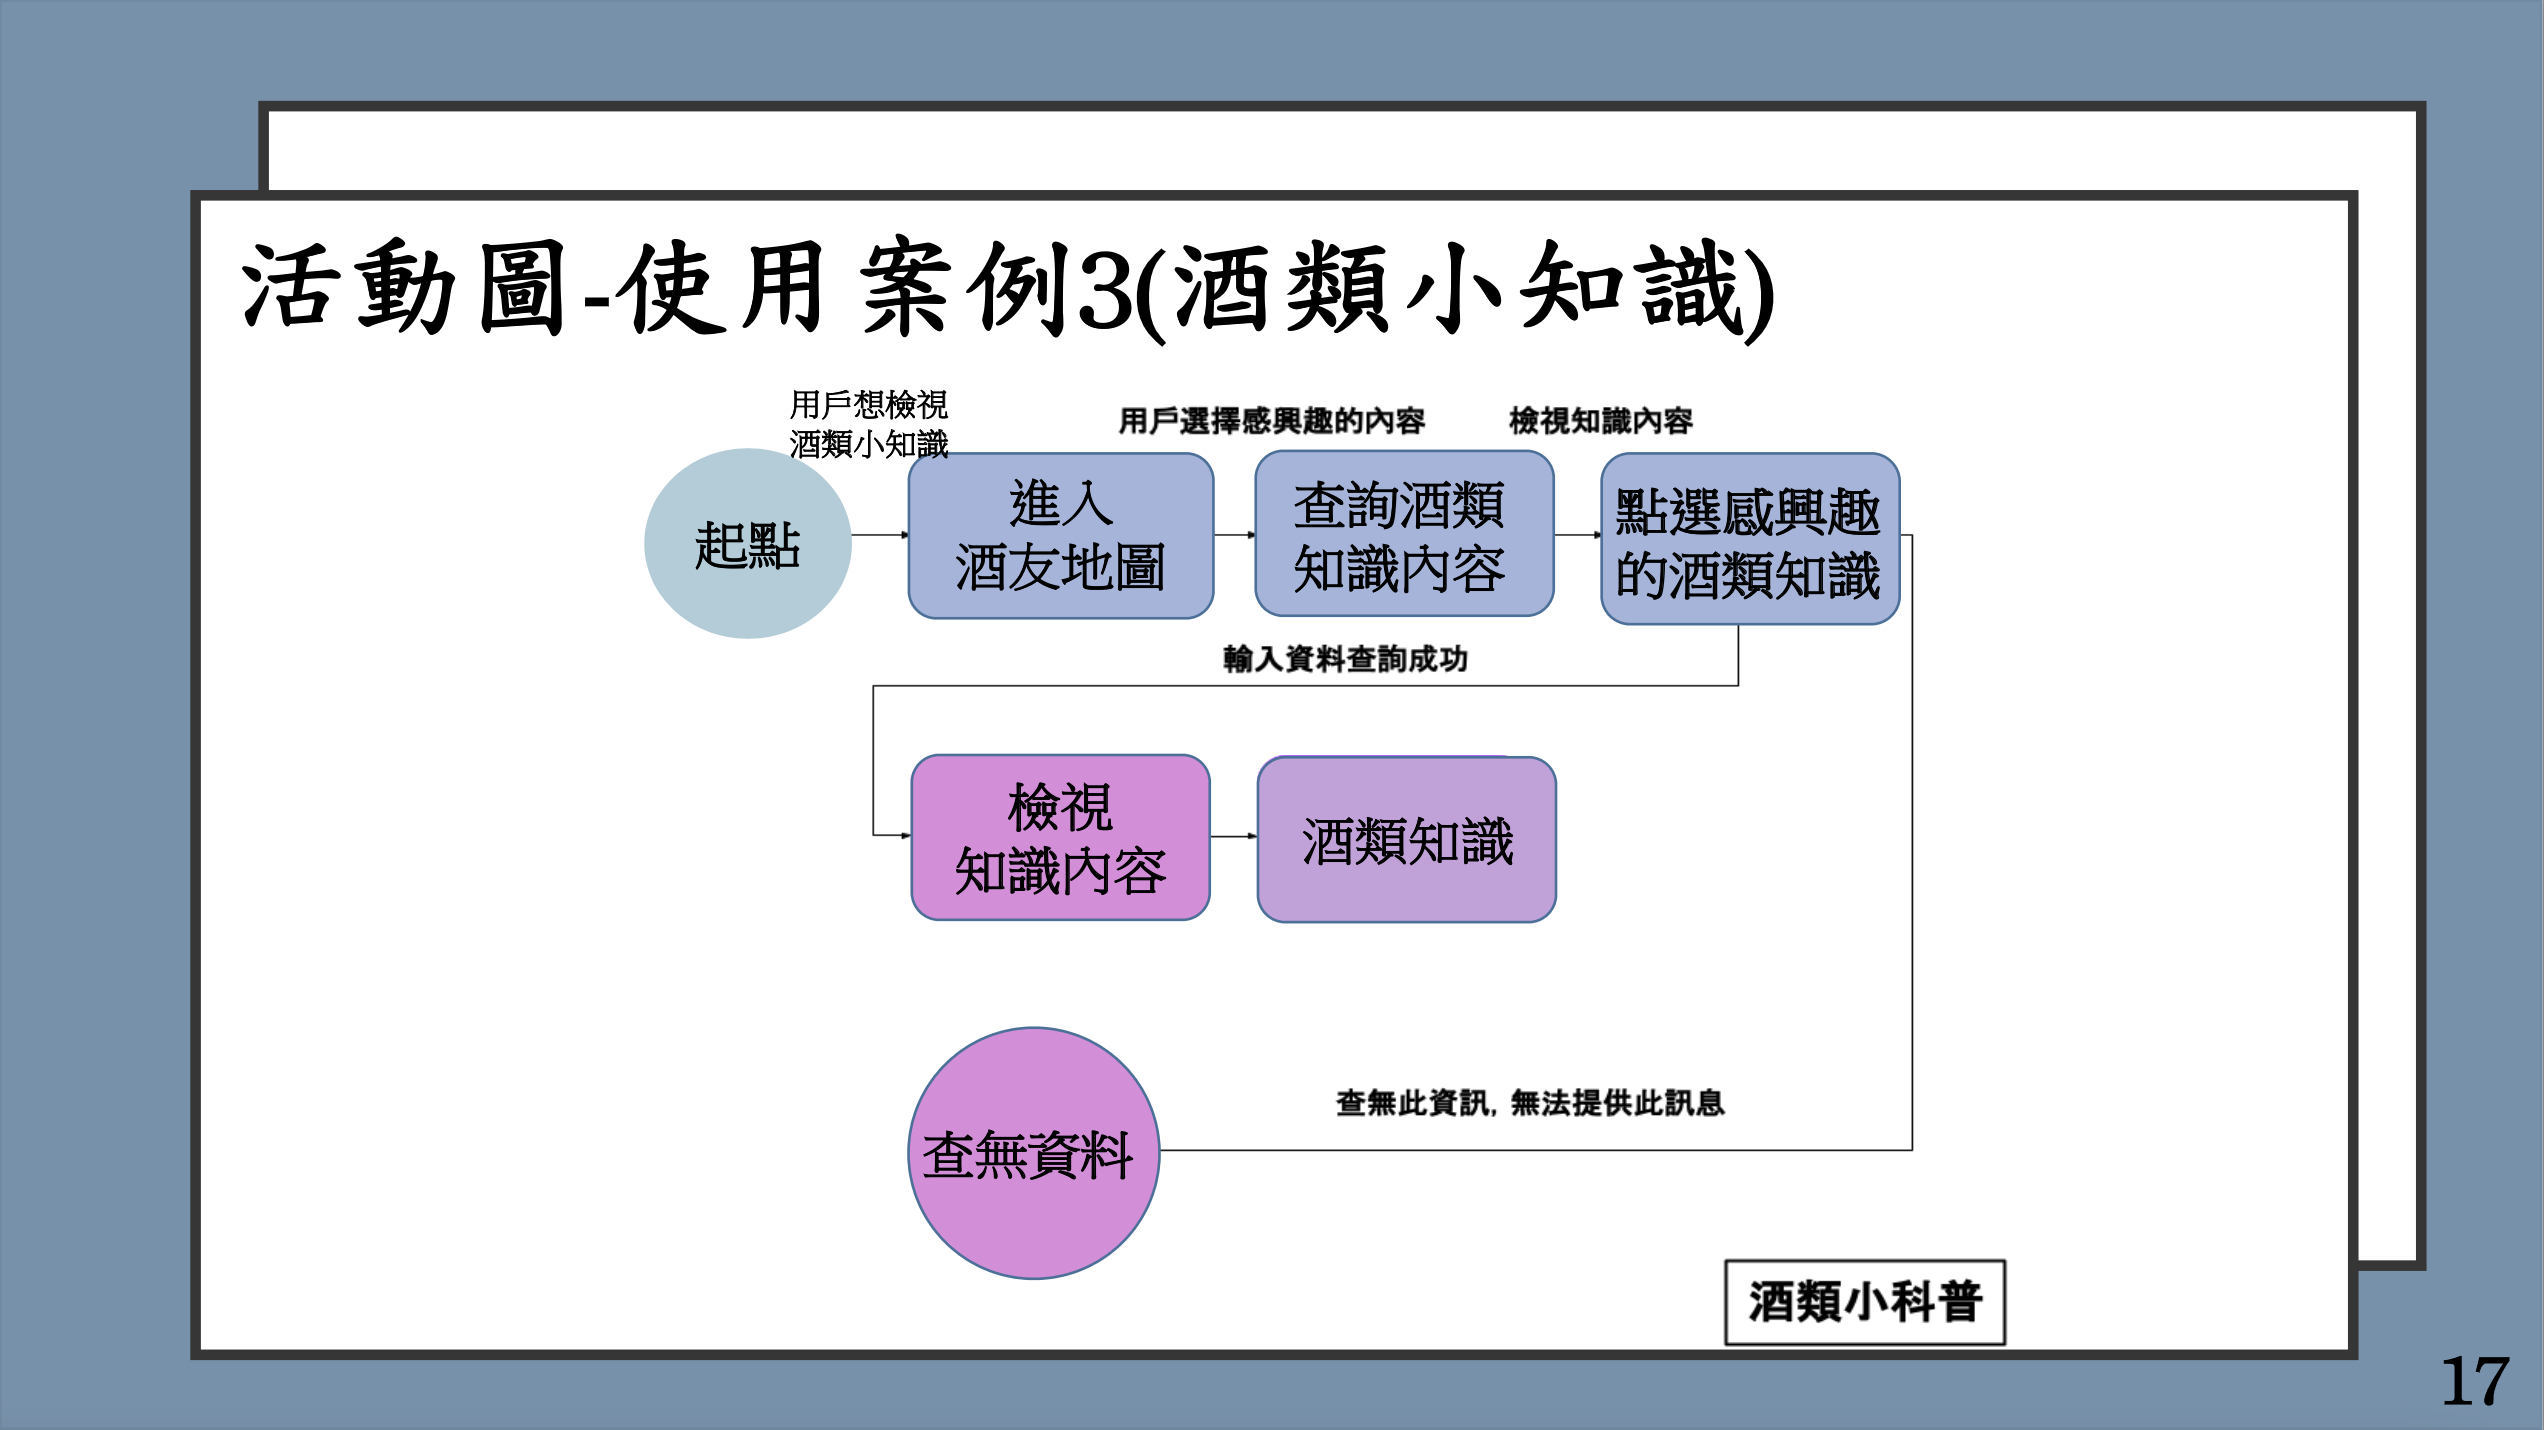 活動圖-使用案例3(酒類小知識)
用戶想檢視
酒類小知識
用戶選擇感興趣的內容
檢視知識內容
起點
進入
酒友地圖
查詢酒類
知識內容
點選感興趣
的酒類知識
輸入資料查詢成功
檢視
知識內容
酒類知識
查無此資訊, 無法提供此訊息
查無資料
酒類小科普
17